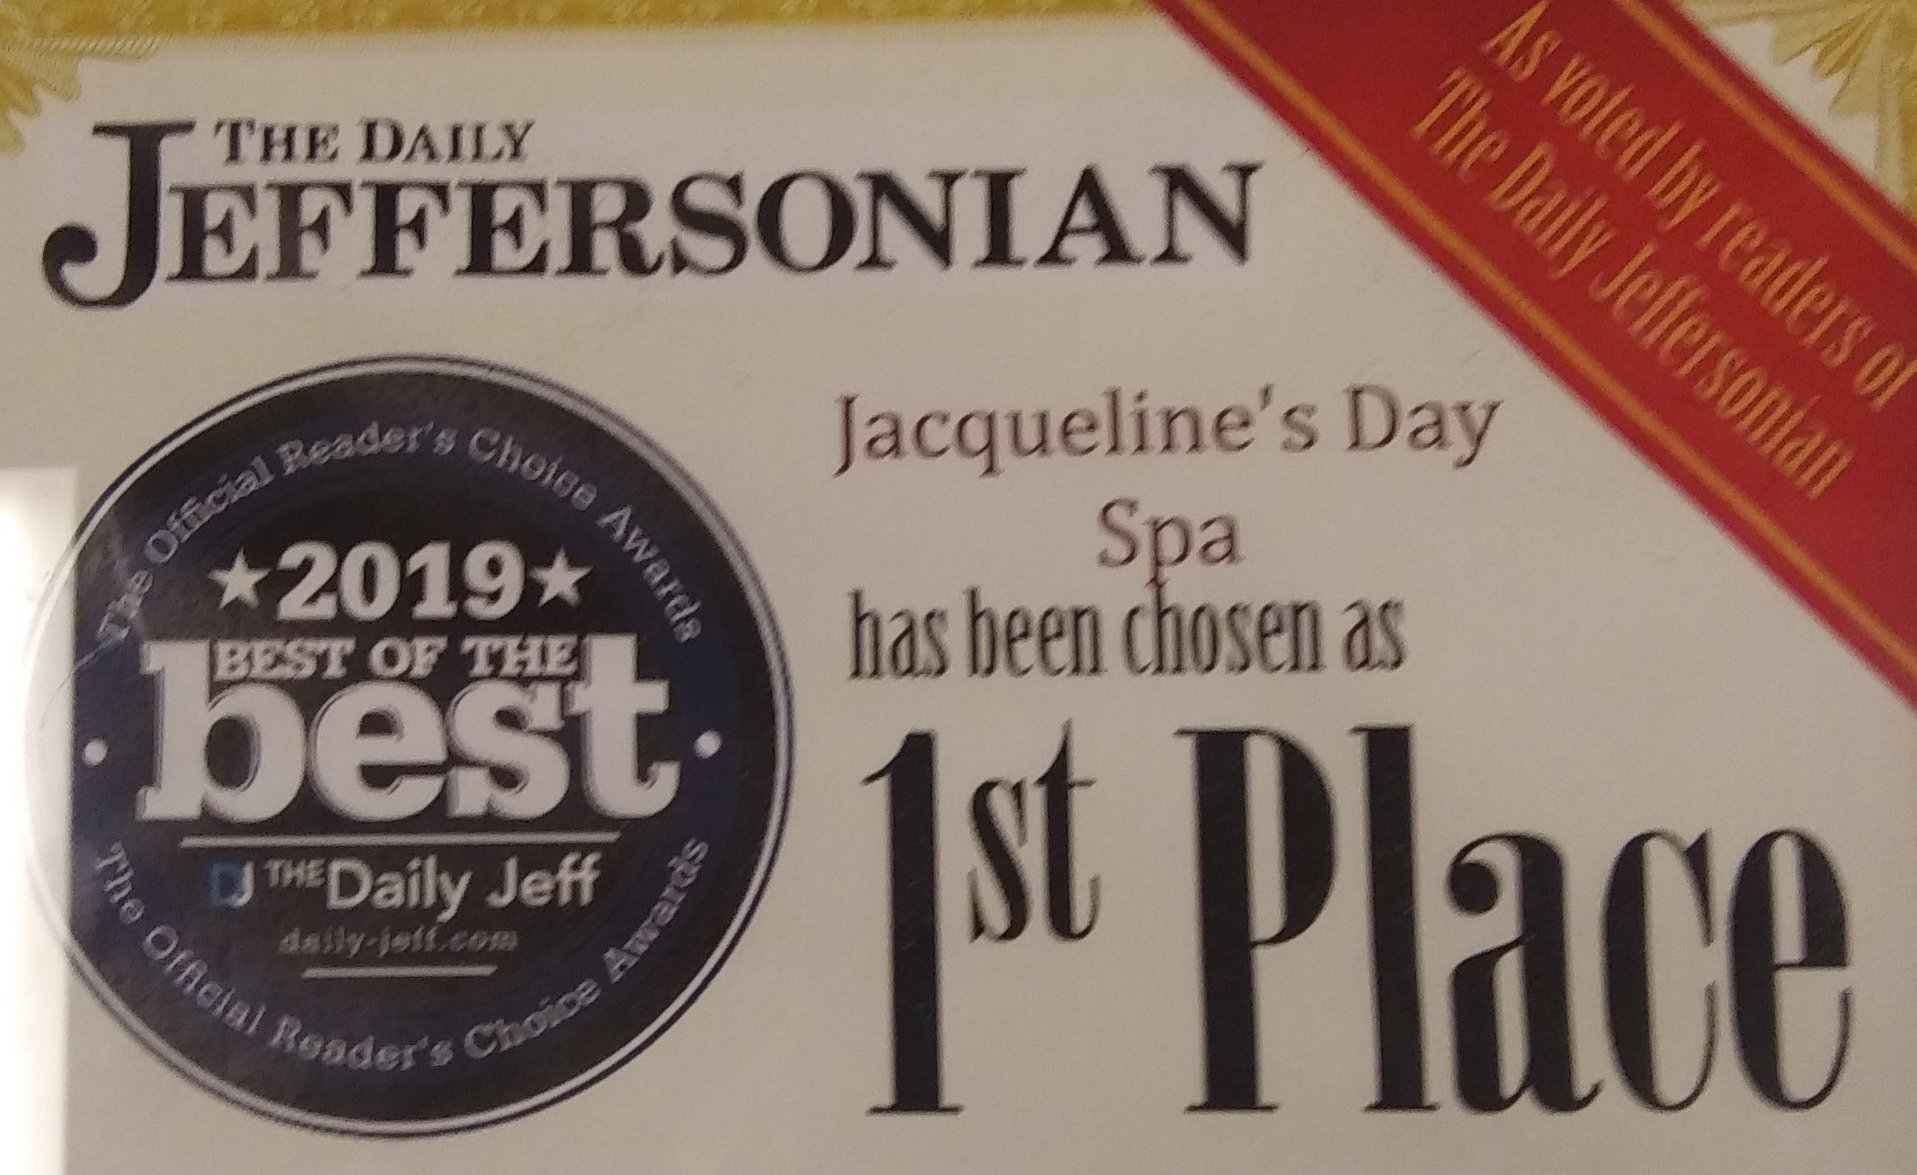 THE DAILY
JEFFERSONIAN
As voted by readers of
The Daily Jeffersonian
The Official Reader's Choice Awards
★2019★
BEST OF THE
best
DJ THE Daily Jeff
daily-jeff.com
The Official Reader's Choice Awards
Jacqueline's Day
Spa
has been chosen as
1st Place